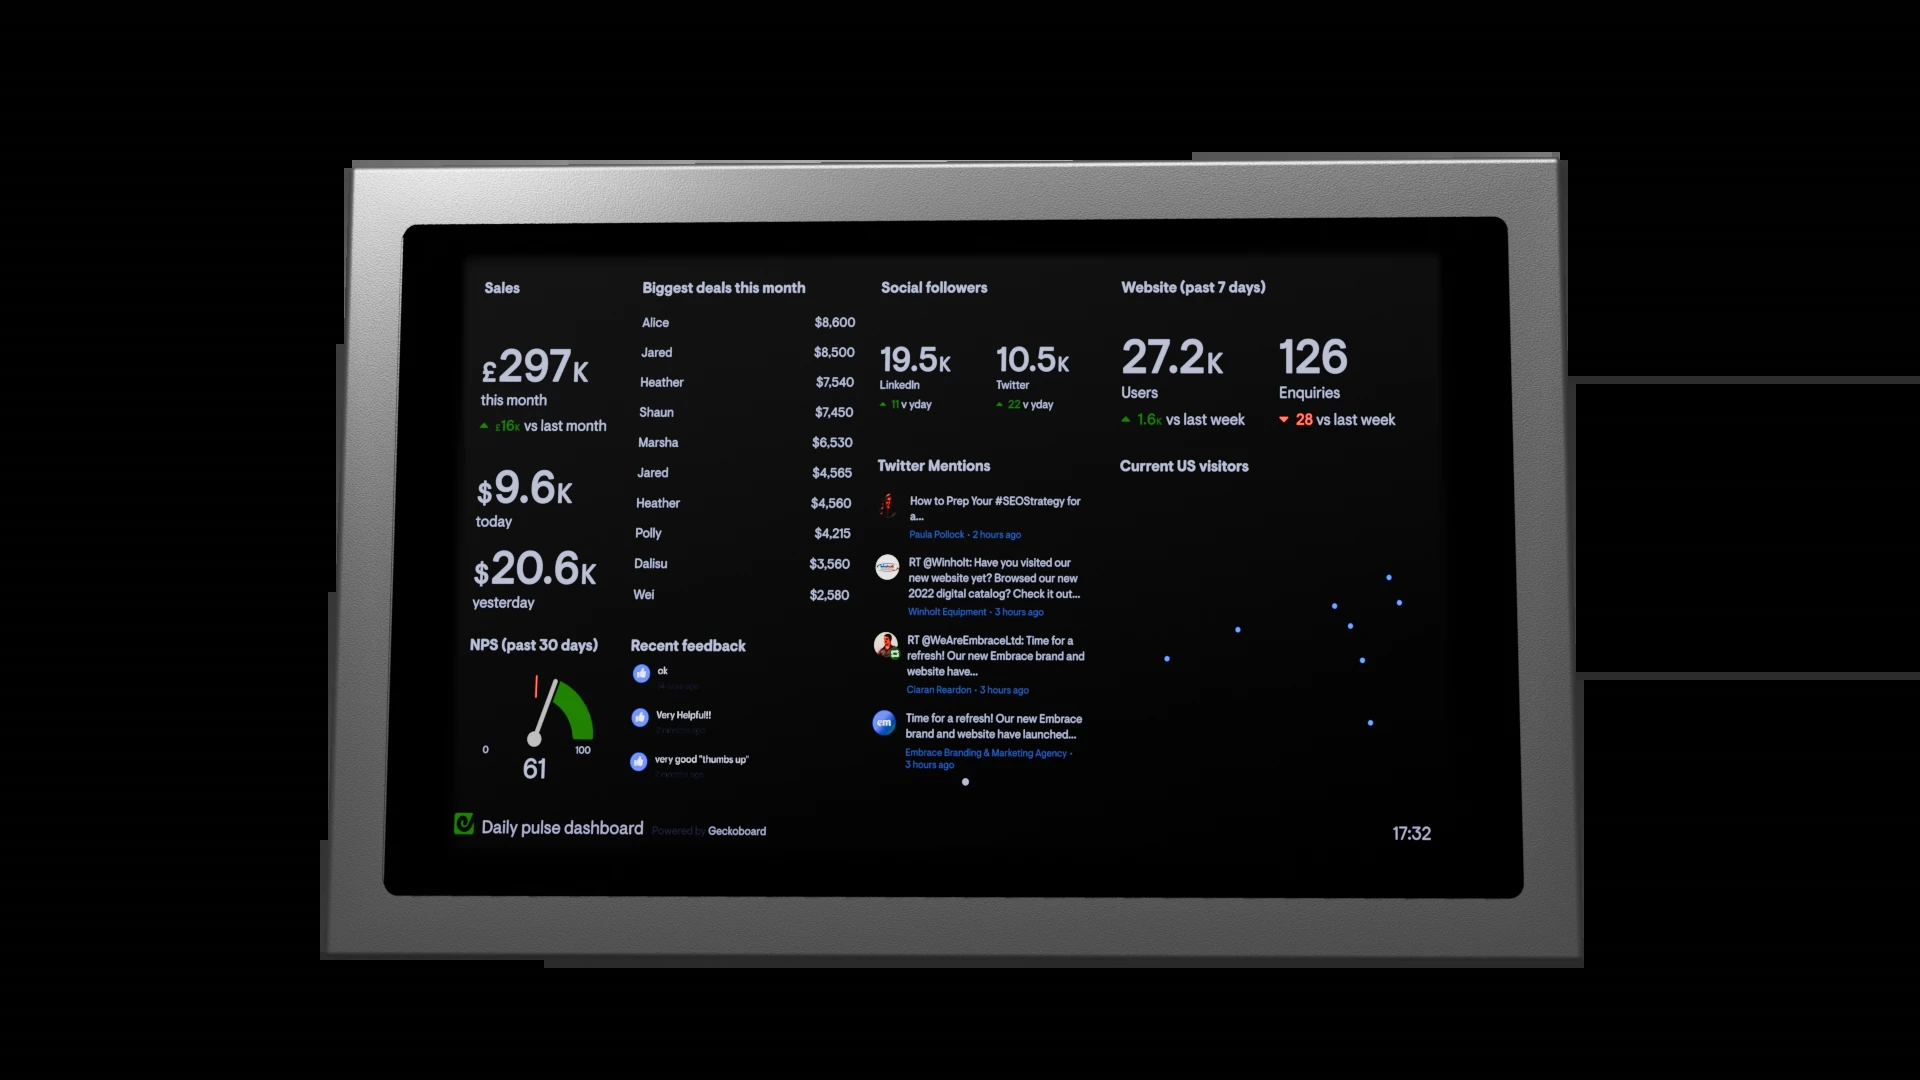 Sales
£297K
this month
£16K vs last month
$9.6K
today
$20.6K
yesterday
NPS (past 30 days)
0
100
61
Biggest deals this month
Alice $8,600
Jared $8,500
Heather $7,540
Shaun $7,450
Marsha $6,530
Jared $4,565
Heather $4,560
Polly $4,215
Dalisu $3,560
Wei $2,580
Recent feedback
ok
Very Helpful!!
very good "thumbs up"
Social followers
19.5K
LinkedIn
11 v yday
10.5K
Twitter
22 v yday
Twitter Mentions
How to Prep Your #SEOStrategy for
a...
Paula Pollock · 2 hours ago
RT @Winholt: Have you visited our
new website yet? Browsed our new
2022 digital catalog? Check it out...
Winholt Equipment · 3 hours ago
RT @WeAreEmbraceLtd: Time for a
refresh! Our new Embrace brand and
website have...
Ciaran Reardon · 3 hours ago
em
Time for a refresh! Our new Embrace
brand and website have launched...
Embrace Branding & Marketing Agency ·
3 hours ago
Website (past 7 days)
27.2K
Users
1.6K vs last week
126
Enquiries
28 vs last week
Current US visitors
Daily pulse dashboard Powered by Geckoboard
17:32